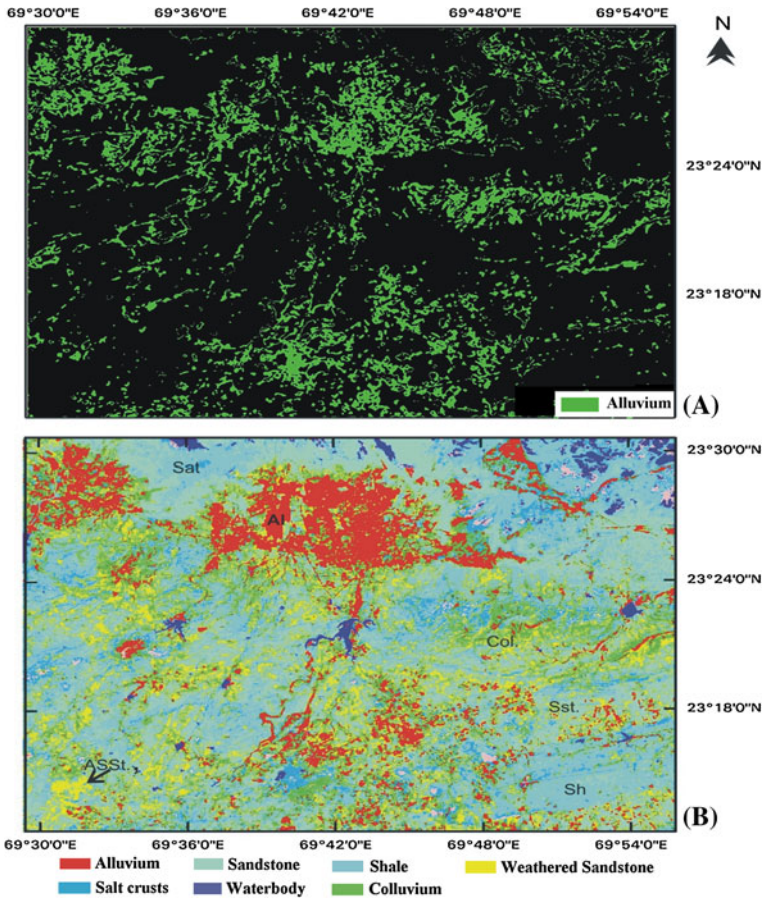 69°30'0"E 69°36'0"E 69°42'0"E 69°48'0"E 69°54'0"E
N
23°24'0"N
23°18'0"N
Alluvium
(A)
23°30'0"N
Sat
Al
23°24'0"N
Col.
23°18'0"N
Sst.
ASSt.
Sh
(B)
69°30'0"E 69°36'0"E 69°42'0"E 69°48'0"E 69°54'0"E
Alluvium Sandstone Shale Weathered Sandstone
Salt crusts Waterbody Colluvium